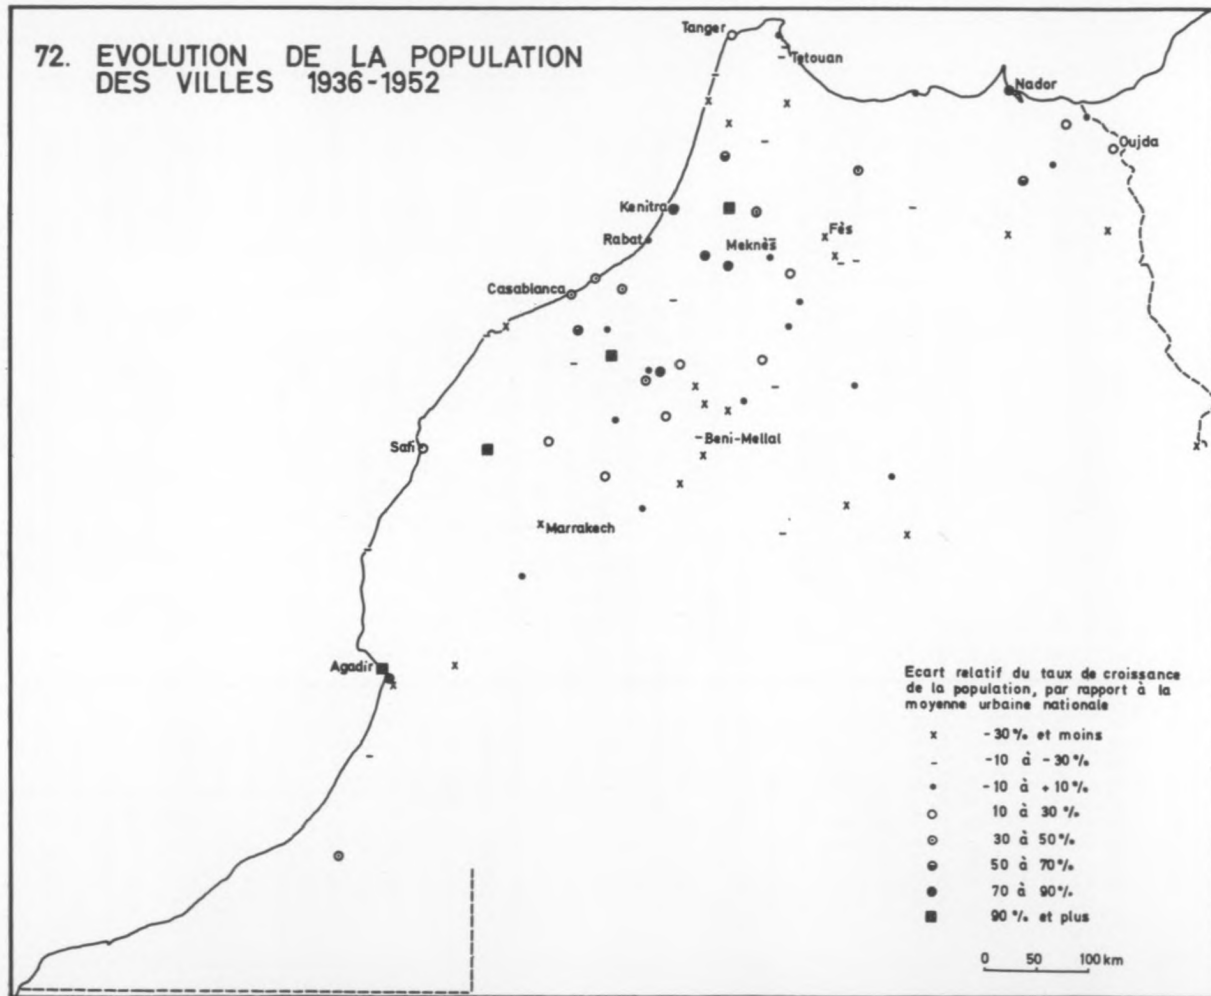 72. EVOLUTION DE LA POPULATION
DES VILLES 1936-1952
Tanger
Tetouan
Nador
Oujda
Kenitra
Rabat
Meknès
Fès
Casablanca
Safi
Beni-Mellal
Marrakech
Agadir
Ecart relatif du taux de croissance
de la population, par rapport à la
moyenne urbaine nationale
x -30% et moins
- -10 à -30%
• -10 à +10%
10 à 30%
30 à 50%
50 à 70%
70 à 90%
90% et plus
0 50 100 km